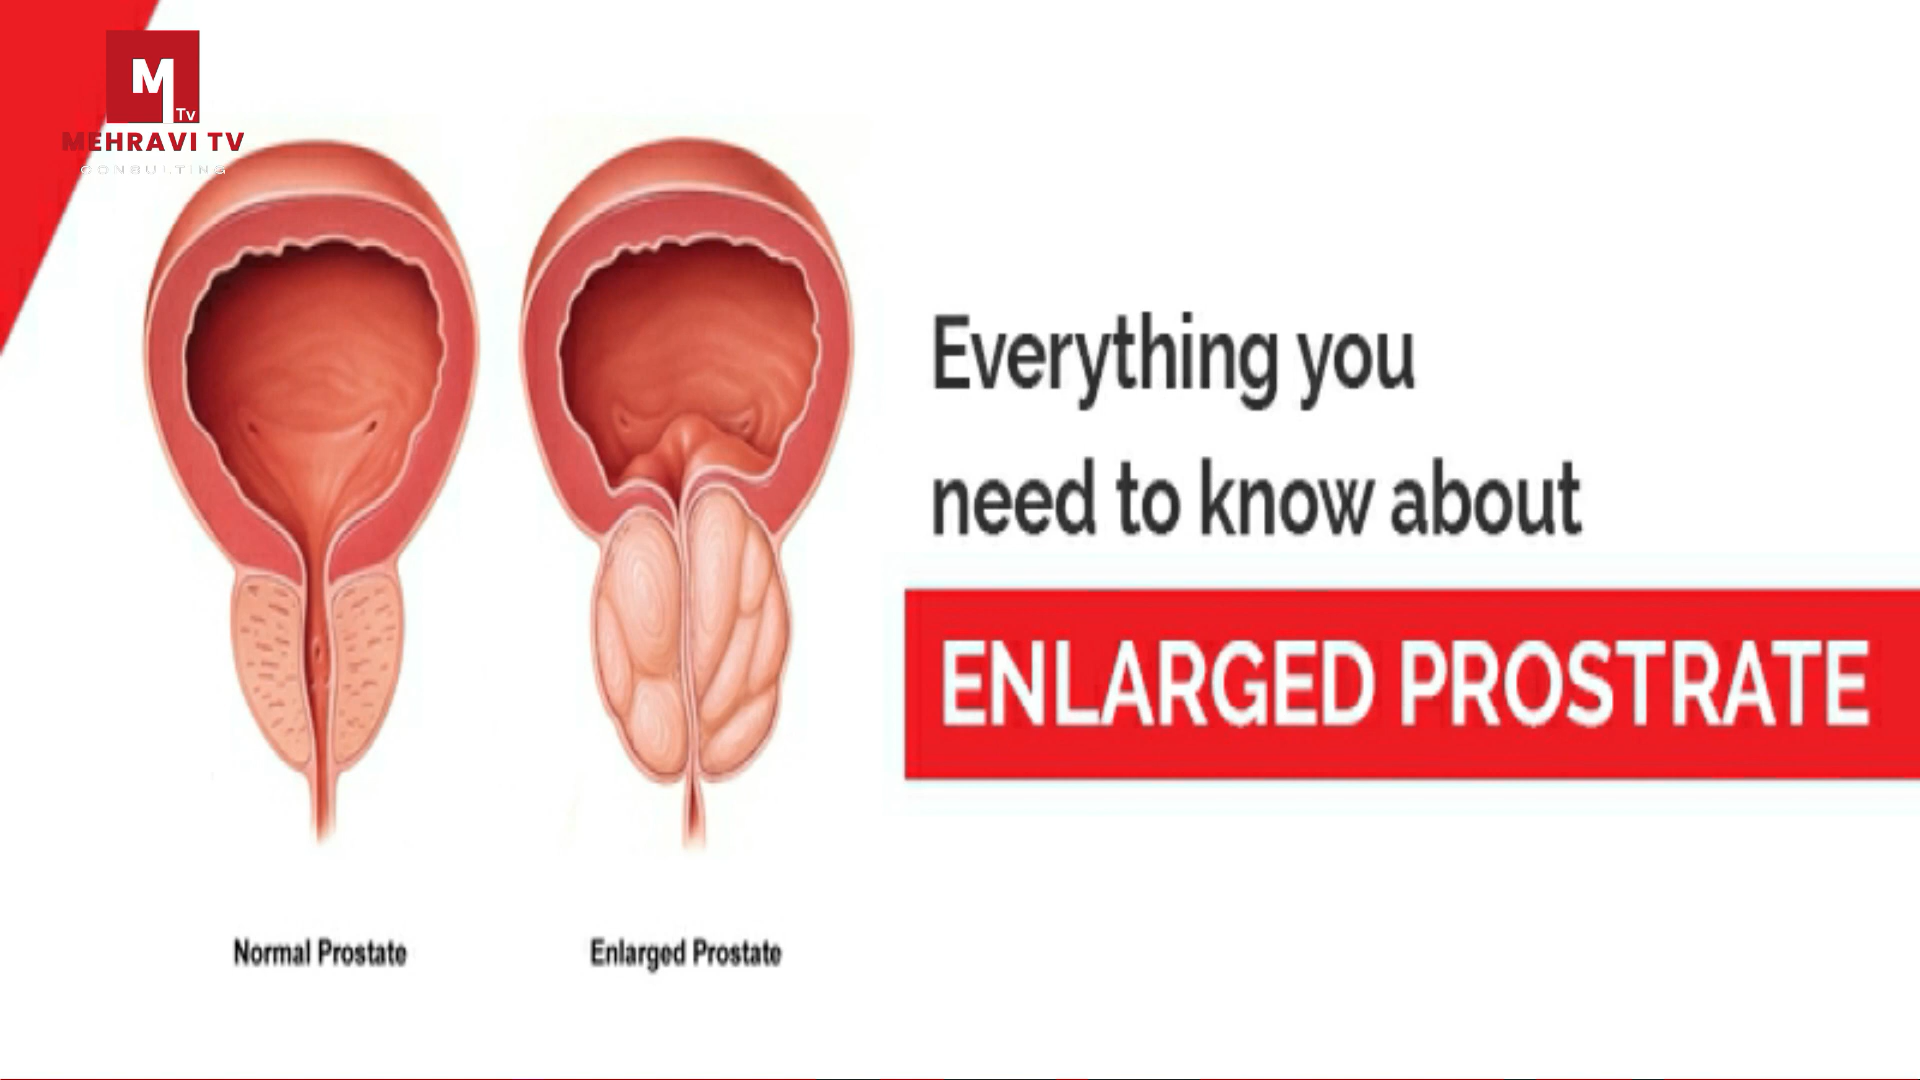 M
Tv
MEHRAVI TV
CONSULTING
Everything you
need to know about
ENLARGED PROSTRATE
Normal Prostate
Enlarged Prostate